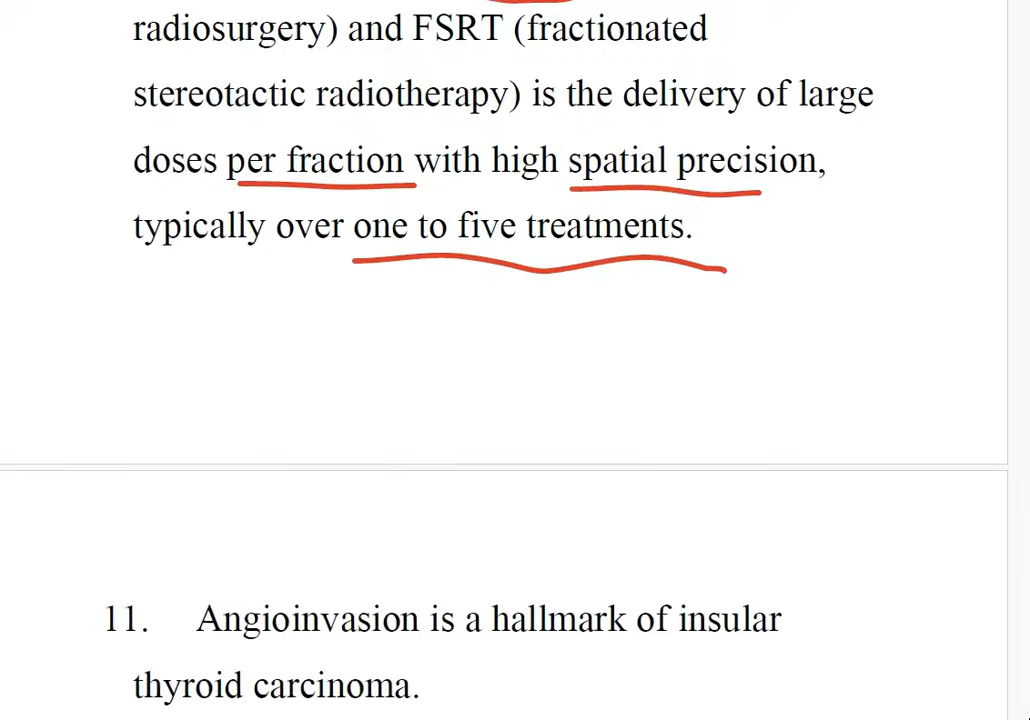 radiosurgery) and FSRT (fractionated
stereotactic radiotherapy) is the delivery of large
doses per fraction with high spatial precision,
typically over one to five treatments.
11. Angioinvasion is a hallmark of insular
thyroid carcinoma.